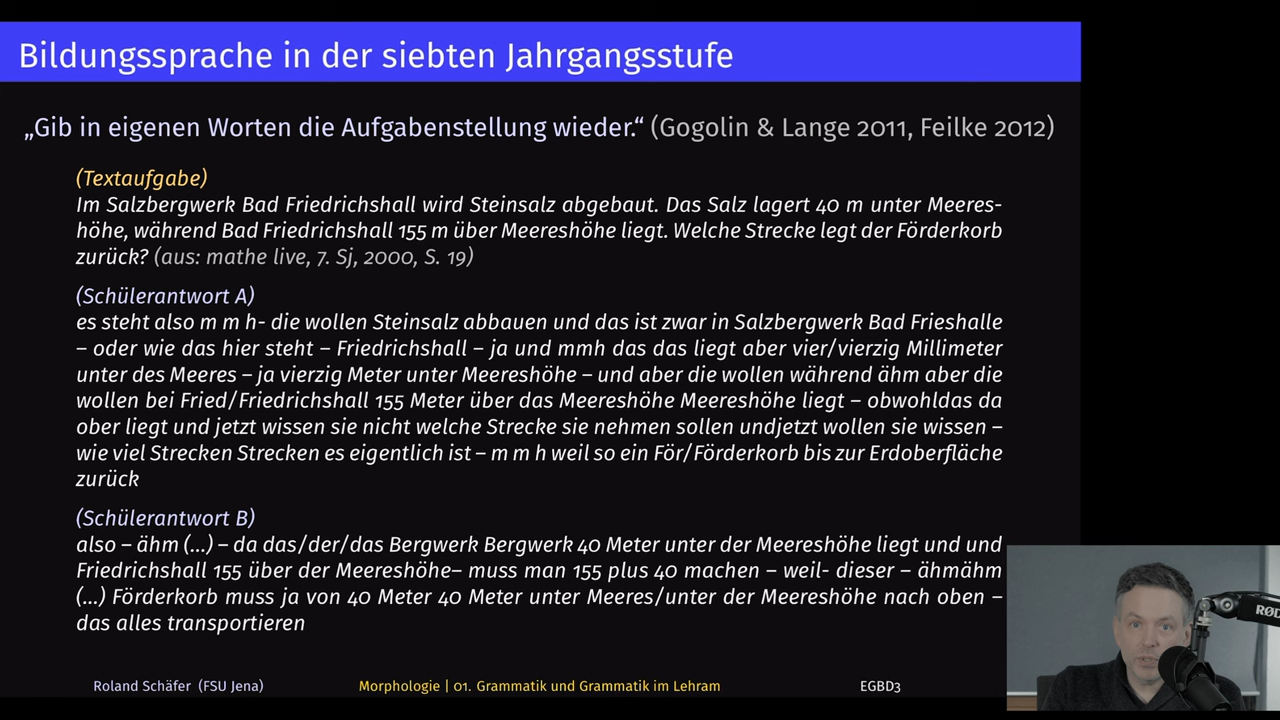 Bildungssprache in der siebten Jahrgangsstufe
„Gib in eigenen Worten die Aufgabenstellung wieder.“ (Gogolin & Lange 2011, Feilke 2012)
(Textaufgabe)
Im Salzbergwerk Bad Friedrichshall wird Steinsalz abgebaut. Das Salz lagert 40 m unter Meeres-
höhe, während Bad Friedrichshall 155 m über Meereshöhe liegt. Welche Strecke legt der Förderkorb
zurück? (aus: mathe live, 7. Sj, 2000, S. 19)
(Schülerantwort A)
es steht also m m h- die wollen Steinsalz abbauen und das ist zwar in Salzbergwerk Bad Frieshalle
– oder wie das hier steht – Friedrichshall – ja und mmh das das liegt aber vier/vierzig Millimeter
unter des Meeres – ja vierzig Meter unter Meereshöhe – und aber die wollen während ähm aber die
wollen bei Fried/Friedrichshall 155 Meter über das Meereshöhe Meereshöhe liegt – obwohldas da
ober liegt und jetzt wissen sie nicht welche Strecke sie nehmen sollen undjetzt wollen sie wissen –
wie viel Strecken Strecken es eigentlich ist – m m h weil so ein För/Förderkorb bis zur Erdoberfläche
zurück
(Schülerantwort B)
also – ähm (...) – da das/der/das Bergwerk Bergwerk 40 Meter unter der Meereshöhe liegt und und
Friedrichshall 155 über der Meereshöhe– muss man 155 plus 40 machen – weil- dieser – ähmähm
(...) Förderkorb muss ja von 40 Meter 40 Meter unter Meeres/unter der Meereshöhe nach oben –
das alles transportieren
Roland Schäfer (FSU Jena)
Morphologie | 01. Grammatik und Grammatik im Lehram
EGBD3
RØD